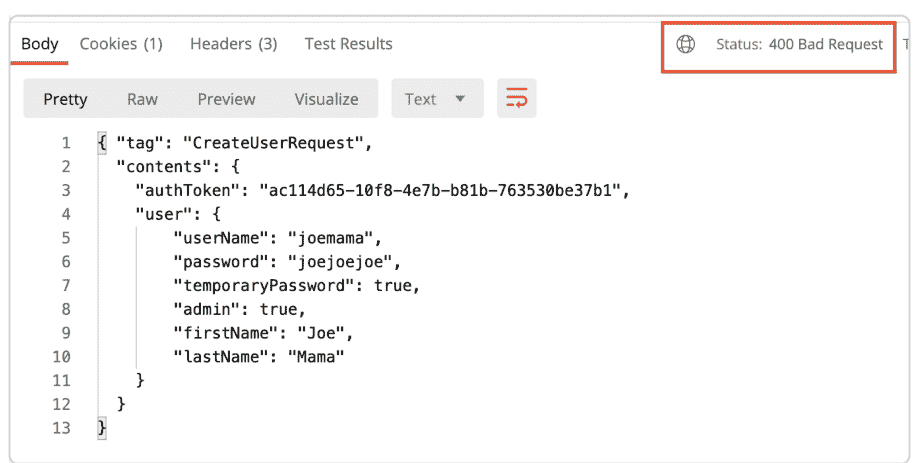 Body Cookies (1) Headers (3) Test Results Status: 400 Bad Request
Pretty Raw Preview Visualize Text
1 { "tag": "CreateUserRequest",
2 "contents": {
3 "authToken": "ac114d65-10f8-4e7b-b81b-763530be37b1",
4 "user": {
5 "userName": "joemama",
6 "password": "joejoejoe",
7 "temporaryPassword": true,
8 "admin": true,
9 "firstName": "Joe",
10 "lastName": "Mama"
11 }
12 }
13 }